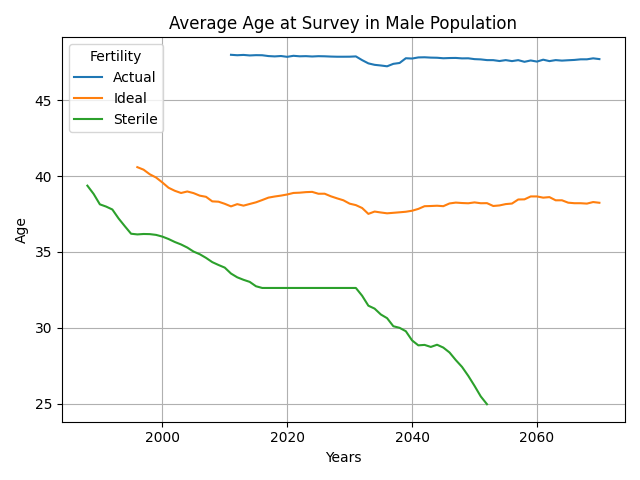 Average Age at Survey in Male Population
Fertility
Actual
Ideal
Sterile
45
40
35
30
25
Age
2000
2020
2040
2060
Years